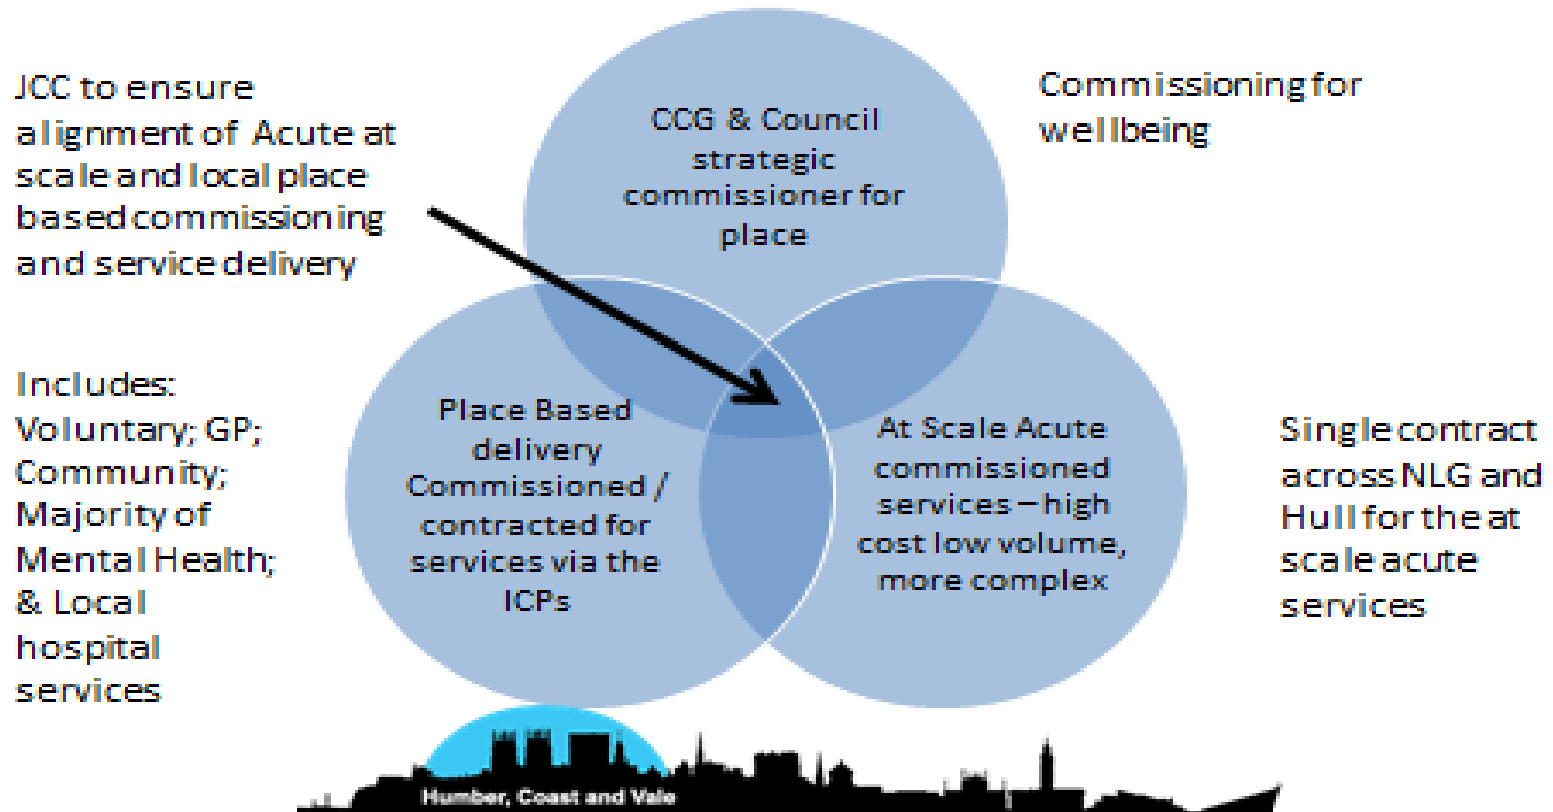 JCC to ensure
alignment of Acute at
scale and local place
based commissioning
and service delivery
CCG & Council
strategic
commissioner for
place
Commissioning for
wellbeing
Includes:
Voluntary; GP;
Community;
Majority of
Mental Health;
& Local
hospital
services
Place Based
delivery
Commissioned /
contracted for
services via the
ICPs
At Scale Acute
commissioned
services – high
cost low volume,
more complex
Single contract
across NLG and
Hull for the at
scale acute
services
Humber, Coast and Vale